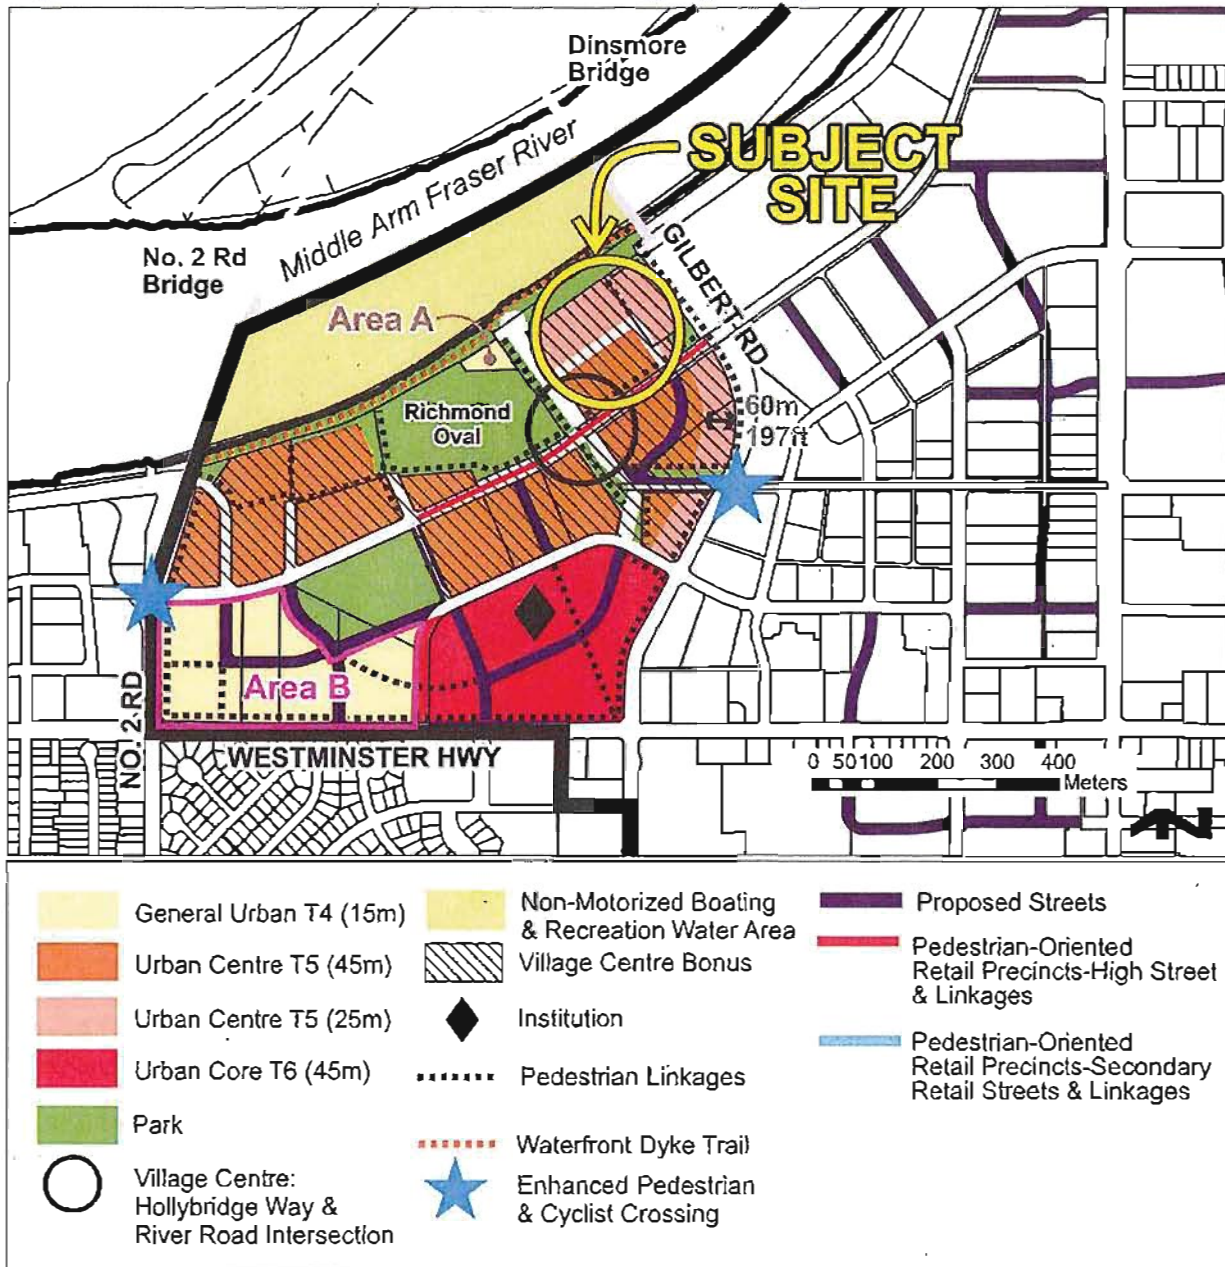 Dinsmore
Bridge
SUBJECT
SITE
Middle Arm Fraser River
No. 2 Rd
Bridge
GILBERT RD
Area A
Richmond
Oval
60m
197ft
Area B
NO. 2 RD
WESTMINSTER HWY
0 50 100 200 300 400
Meters
N
General Urban T4 (15m)
Urban Centre T5 (45m)
Urban Centre T5 (25m)
Urban Core T6 (45m)
Park
Village Centre:
Hollybridge Way &
River Road Intersection
Non-Motorized Boating
& Recreation Water Area
Village Centre Bonus
Institution
Pedestrian Linkages
Waterfront Dyke Trail
Enhanced Pedestrian
& Cyclist Crossing
Proposed Streets
Pedestrian-Oriented
Retail Precincts-High Street
& Linkages
Pedestrian-Oriented
Retail Precincts-Secondary
Retail Streets & Linkages